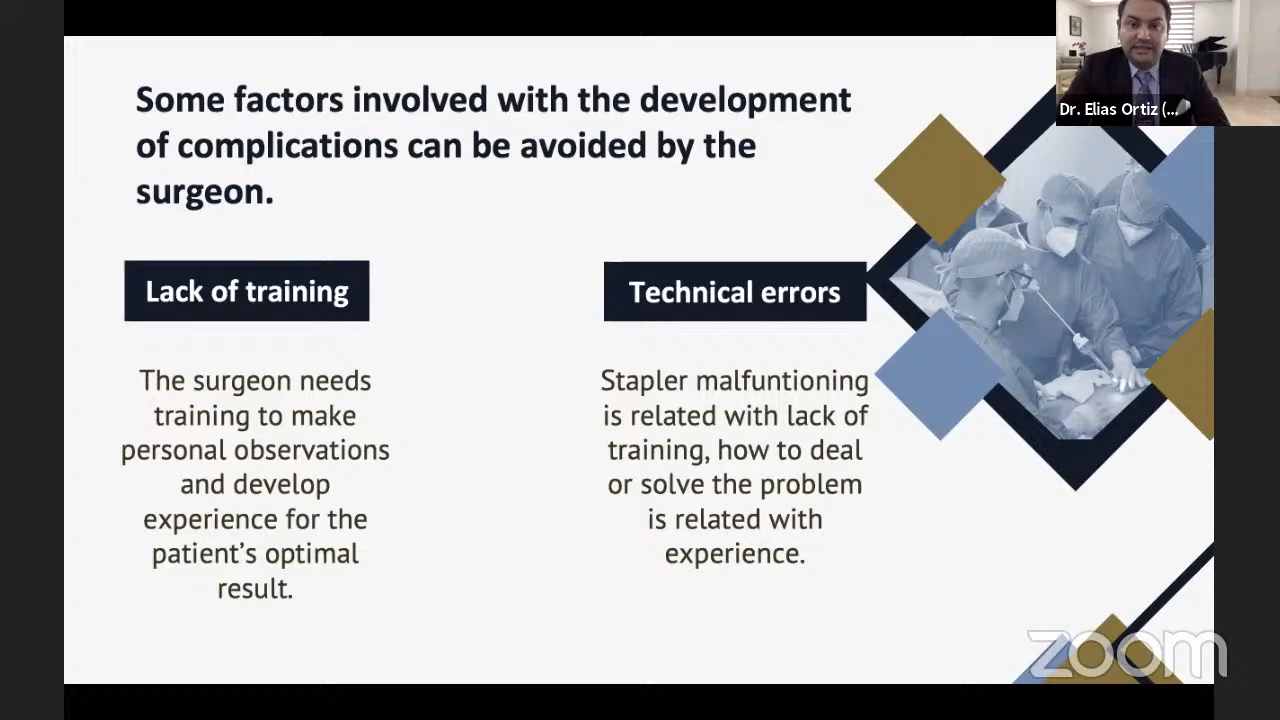 Some factors involved with the development
of complications can be avoided by the
surgeon.
Lack of training
The surgeon needs
training to make
personal observations
and develop
experience for the
patient's optimal
result.
Technical errors
Stapler malfuntioning
is related with lack of
training, how to deal
or solve the problem
is related with
experience.
Dr. Elias Ortiz (...
zoom